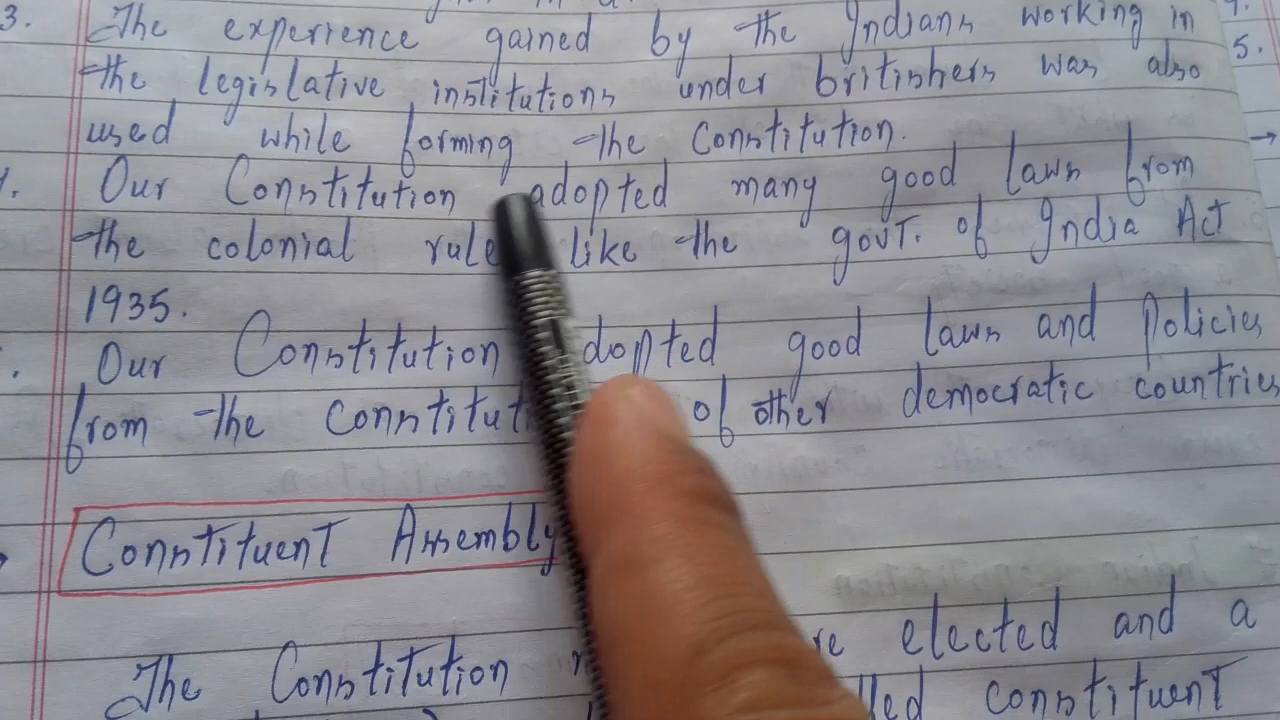 3. The experience gained by the Indians working in
the legislative institutions under britishers was also
used while forming the Constitution.
Our Constitution adopted many good laws from
the colonial rule like the govt. of India Act
1935.
Our Constitution adopted good laws and Policies
from the of other democratic countries
Constituent Assembly
The Constitution elected and a
constituent
5.